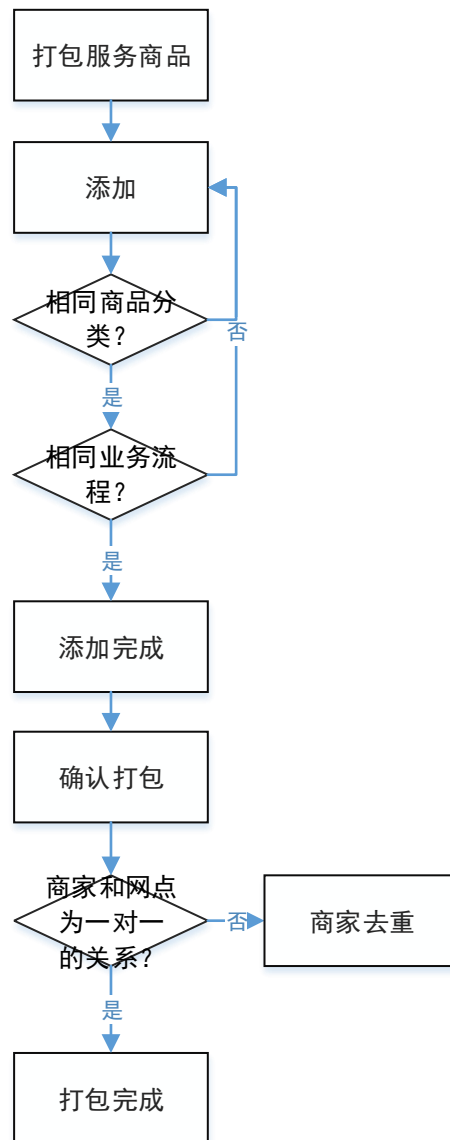 打包服务商品
添加
相同商品分
类？
否
是
相同业务流
程？
是
添加完成
确认打包
商家和网点
为一对一
的关系？
否
商家去重
是
打包完成